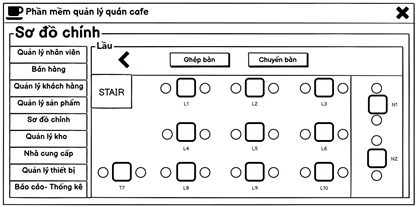 Phần mềm quản lý quán cafe
Sơ đồ chính
Quản lý nhân viên
Bán hàng
Quản lý khách hàng
Quản lý sản phẩm
Sơ đồ chính
Quản lý kho
Nhà cung cấp
Quản lý thiết bị
Báo cáo- Thống kê
Lầu
Ghép bàn
Chuyển bàn
STAIR
L1
L2
L3
N1
L4
L5
L6
N2
T7
L8
L9
L10